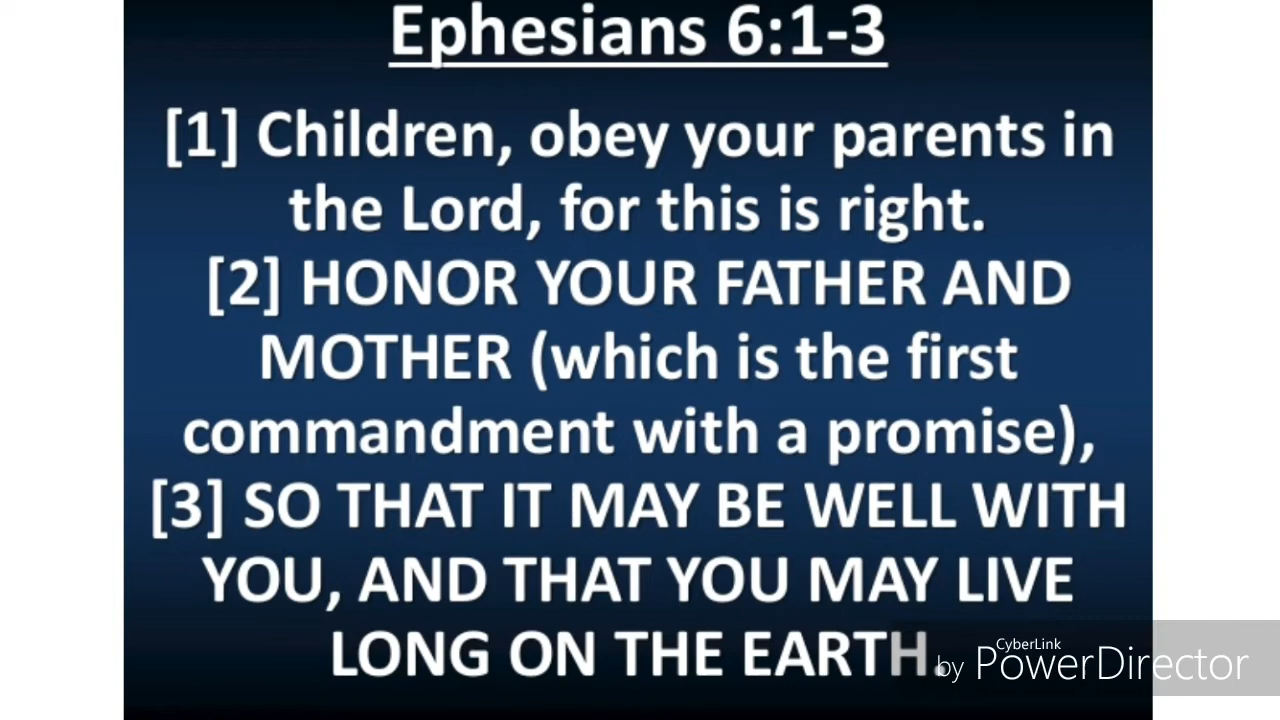 Ephesians 6:1-3
[1] Children, obey your parents in
the Lord, for this is right.
[2] HONOR YOUR FATHER AND
MOTHER (which is the first
commandment with a promise),
[3] SO THAT IT MAY BE WELL WITH
YOU, AND THAT YOU MAY LIVE
LONG ON THE EARTH.
CyberLink
by PowerDirector